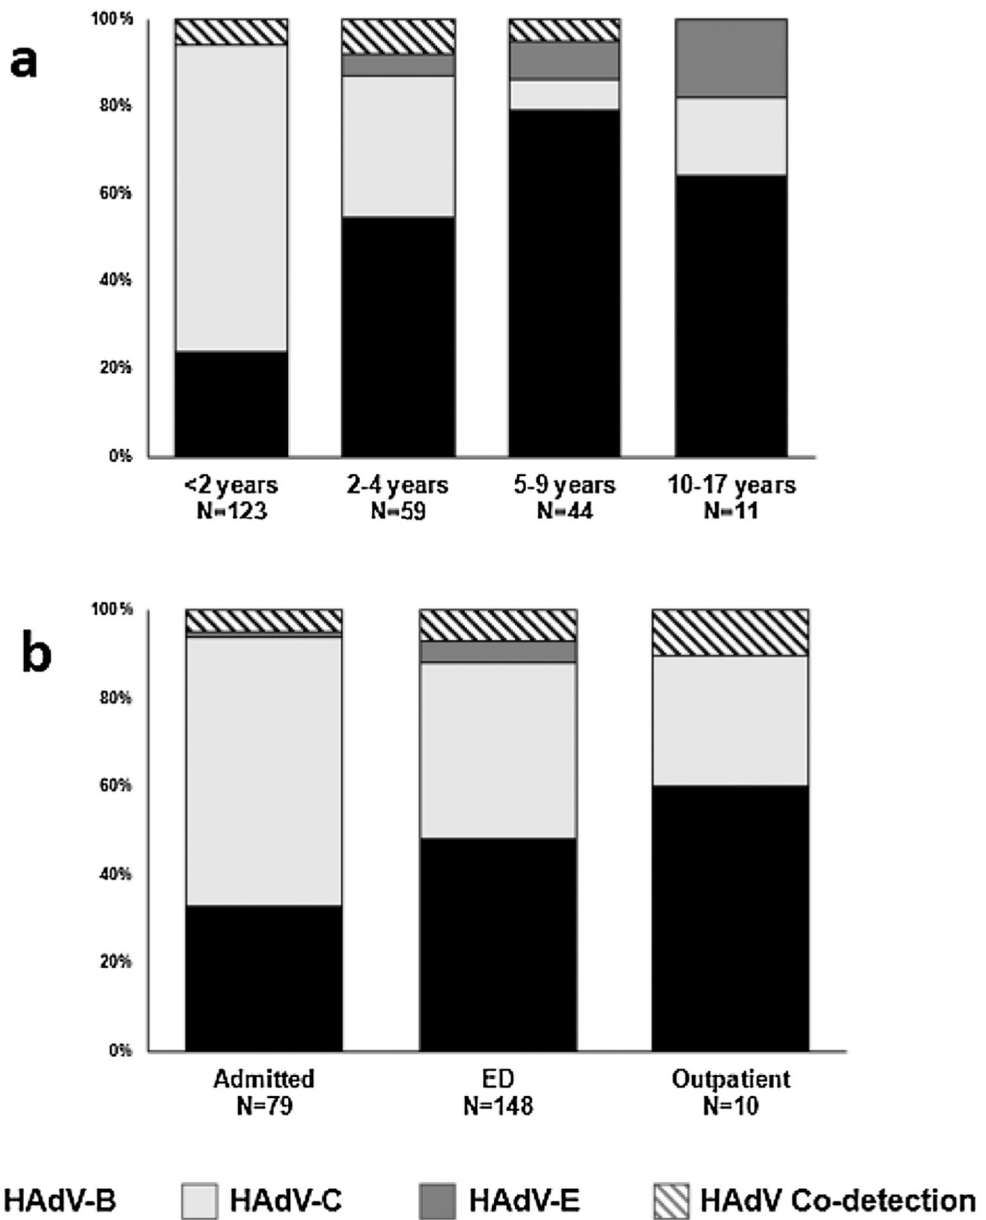 a
100%
80%
60%
40%
20%
0%
<2 years 2-4 years 5-9 years 10-17 years
N=123 N=59 N=44 N=11
b
100%
80%
60%
40%
20%
0%
Admitted ED Outpatient
N=79 N=148 N=10
HAdV-B HAdV-C HAdV-E HAdV Co-detection